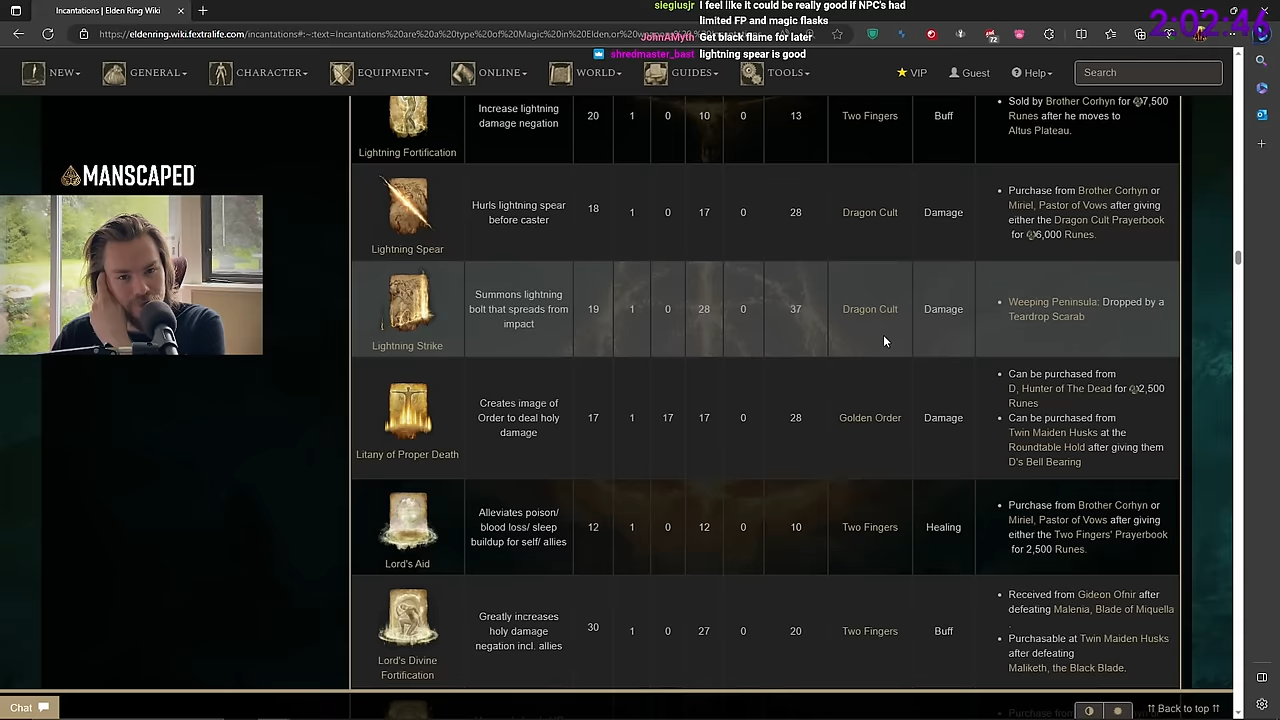 Incantations | Elden Ring Wiki
https://eldenring.wiki.fextralife.com/Incantations#:~:text=Incantations%20are%20a%20type%20
siegiusjr I feel like it could be really good if NPC's had
limited FP and magic flasks
JohnAMyth Get black flame for later
shredmaster_bast lightning spear is good
2:02:46
72
NEW GENERAL CHARACTER EQUIPMENT ONLINE WORLD GUIDES TOOLS VIP Guest Help Search
MANSCAPED
Lightning Fortification
Increase lightning
damage negation
20 1 0 10 0 13 Two Fingers Buff
Sold by Brother Corhyn for 7,500
Runes after he moves to
Altus Plateau.
Lightning Spear
Hurls lightning spear
before caster
18 1 0 17 0 28 Dragon Cult Damage
Purchase from Brother Corhyn or
Miriel, Pastor of Vows after giving
either the Dragon Cult Prayerbook
for 6,000 Runes.
Lightning Strike
Summons lightning
bolt that spreads from
impact
19 1 0 28 0 37 Dragon Cult Damage
Weeping Peninsula: Dropped by a
Teardrop Scarab
Litany of Proper Death
Creates image of
Order to deal holy
damage
17 1 17 17 0 28 Golden Order Damage
Can be purchased from
D, Hunter of The Dead for 2,500
Runes
Can be purchased from
Twin Maiden Husks at the
Roundtable Hold after giving them
D's Bell Bearing
Lord's Aid
Alleviates poison/
blood loss/ sleep
buildup for self/ allies
12 1 0 12 0 10 Two Fingers Healing
Purchase from Brother Corhyn or
Miriel, Pastor of Vows after giving
either the Two Fingers' Prayerbook
for 2,500 Runes.
Lord's Divine
Fortification
Greatly increases
holy damage
negation incl. allies
30 1 0 27 0 20 Two Fingers Buff
Received from Gideon Ofnir after
defeating Malenia, Blade of Miquella
.
Purchasable at Twin Maiden Husks
after defeating
Maliketh, the Black Blade.
Chat
Back to top